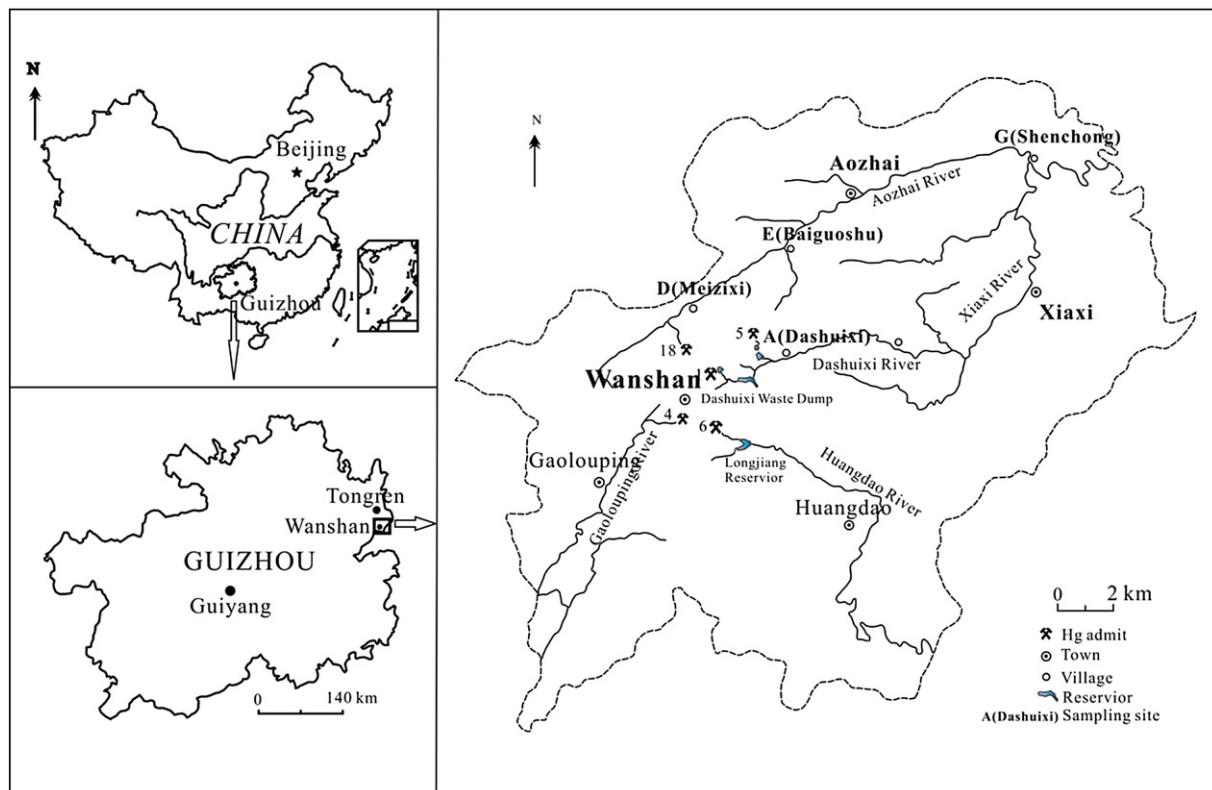 N
Beijing
CHINA
Guizhou
Tongren
Wanshan
GUIZHOU
Guiyang
0 140 km
N
G(Shenchong)
Aozhai
Aozhai River
E(Baiguoshu)
D(Meizixi)
Xiaxi River
Xiaxi
5
A(Dashuixi)
18
Dashuixi River
1
Wanshan
Dashuixi Waste Dump
4
6
Gaolouping
Gaolouping River
Longjiang
Reservior
Huangdao River
Huangdao
0 2 km
Hg admit
Town
Village
Reservior
A(Dashuixi) Sampling site